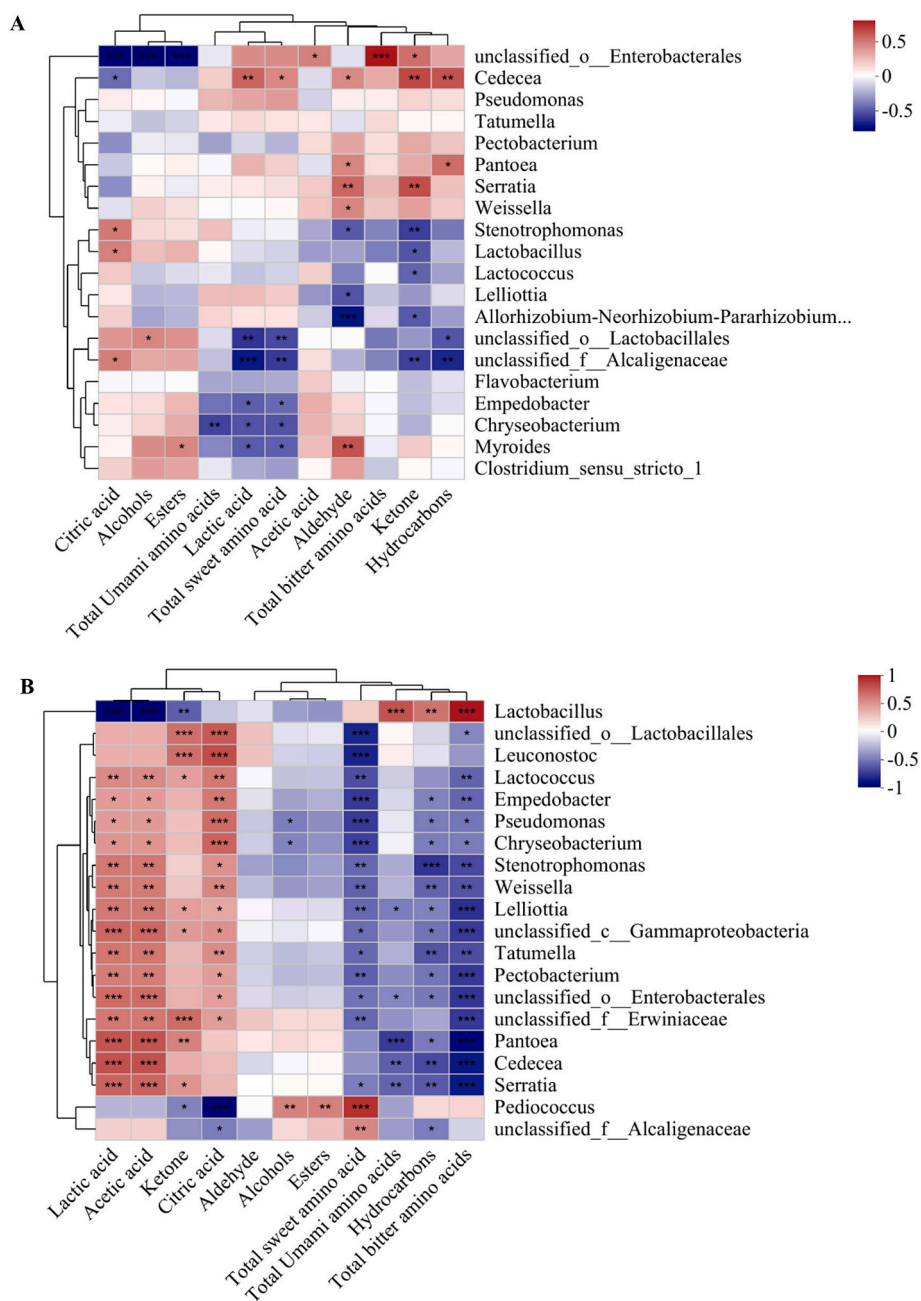 A
*** *** *** * *** * unclassified_o__Enterobacterales
* ** * * ** ** Cedecea
Pseudomonas
Tatumella
Pectobacterium
* * Pantoea
** ** Serratia
* Weissella
* * ** Stenotrophomonas
* * Lactobacillus
* Lactococcus
* Lelliottia
*** * Allorhizobium-Neorhizobium-Pararhizobium...
* ** ** * unclassified_o__Lactobacillales
* *** ** ** ** unclassified_f__Alcaligenaceae
Flavobacterium
* * Empedobacter
** * * Chryseobacterium
* * * ** Myroides
Clostridium_sensu_stricto_1
0.5
0
-0.5
Citric acid
Alcohols
Esters
Total Umami amino acids
Lactic acid
Total sweet amino acid
Acetic acid
Aldehyde
Total bitter amino acids
Ketone
Hydrocarbons
B
*** *** ** *** ** *** Lactobacillus
*** *** *** * unclassified_o__Lactobacillales
*** *** *** Leuconostoc
** ** * ** ** ** Lactococcus
* * ** *** * ** Empedobacter
* * *** * *** * * Pseudomonas
* * *** * *** * * Chryseobacterium
** ** * ** *** ** Stenotrophomonas
** ** ** ** ** ** Weissella
** ** * * ** * * *** Lelliottia
*** *** * * * * *** unclassified_c__Gammaproteobacteria
** ** ** * ** ** Tatumella
** ** * ** * *** Pectobacterium
*** *** * * * * *** unclassified_o__Enterobacterales
** ** *** * ** *** unclassified_f__Erwiniaceae
*** *** ** *** * *** Pantoea
*** *** ** ** *** Cedecea
*** *** * * ** ** *** Serratia
* *** ** ** *** Pediococcus
* ** * unclassified_f__Alcaligenaceae
1
0.5
0
-0.5
-1
Lactic acid
Acetic acid
Ketone
Citric acid
Aldehyde
Alcohols
Esters
Total sweet amino acid
Total Umami amino acids
Hydrocarbons
Total bitter amino acids